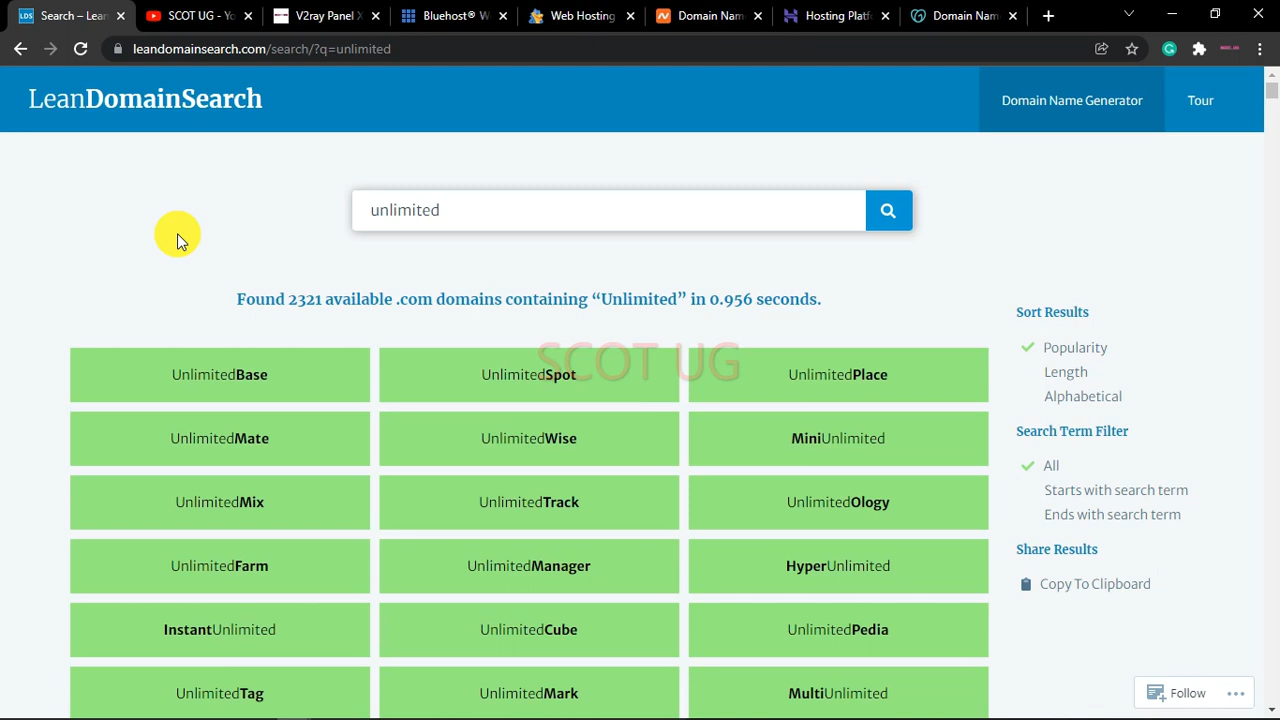 Search – Lean
SCOT UG - Yo
V2ray Panel X
Bluehost® W
Web Hosting
Domain Nam
Hosting Platf
Domain Nam
leandomainsearch.com/search/?q=unlimited
LeanDomainSearch
Domain Name Generator
Tour
unlimited
Found 2321 available .com domains containing “Unlimited” in 0.956 seconds.
Sort Results
Popularity
Length
Alphabetical
Search Term Filter
All
Starts with search term
Ends with search term
Share Results
Copy To Clipboard
SCOT UG
UnlimitedBase
UnlimitedSpot
UnlimitedPlace
UnlimitedMate
UnlimitedWise
MiniUnlimited
UnlimitedMix
UnlimitedTrack
UnlimitedOlogy
UnlimitedFarm
UnlimitedManager
HyperUnlimited
InstantUnlimited
UnlimitedCube
UnlimitedPedia
UnlimitedTag
UnlimitedMark
MultiUnlimited
Follow